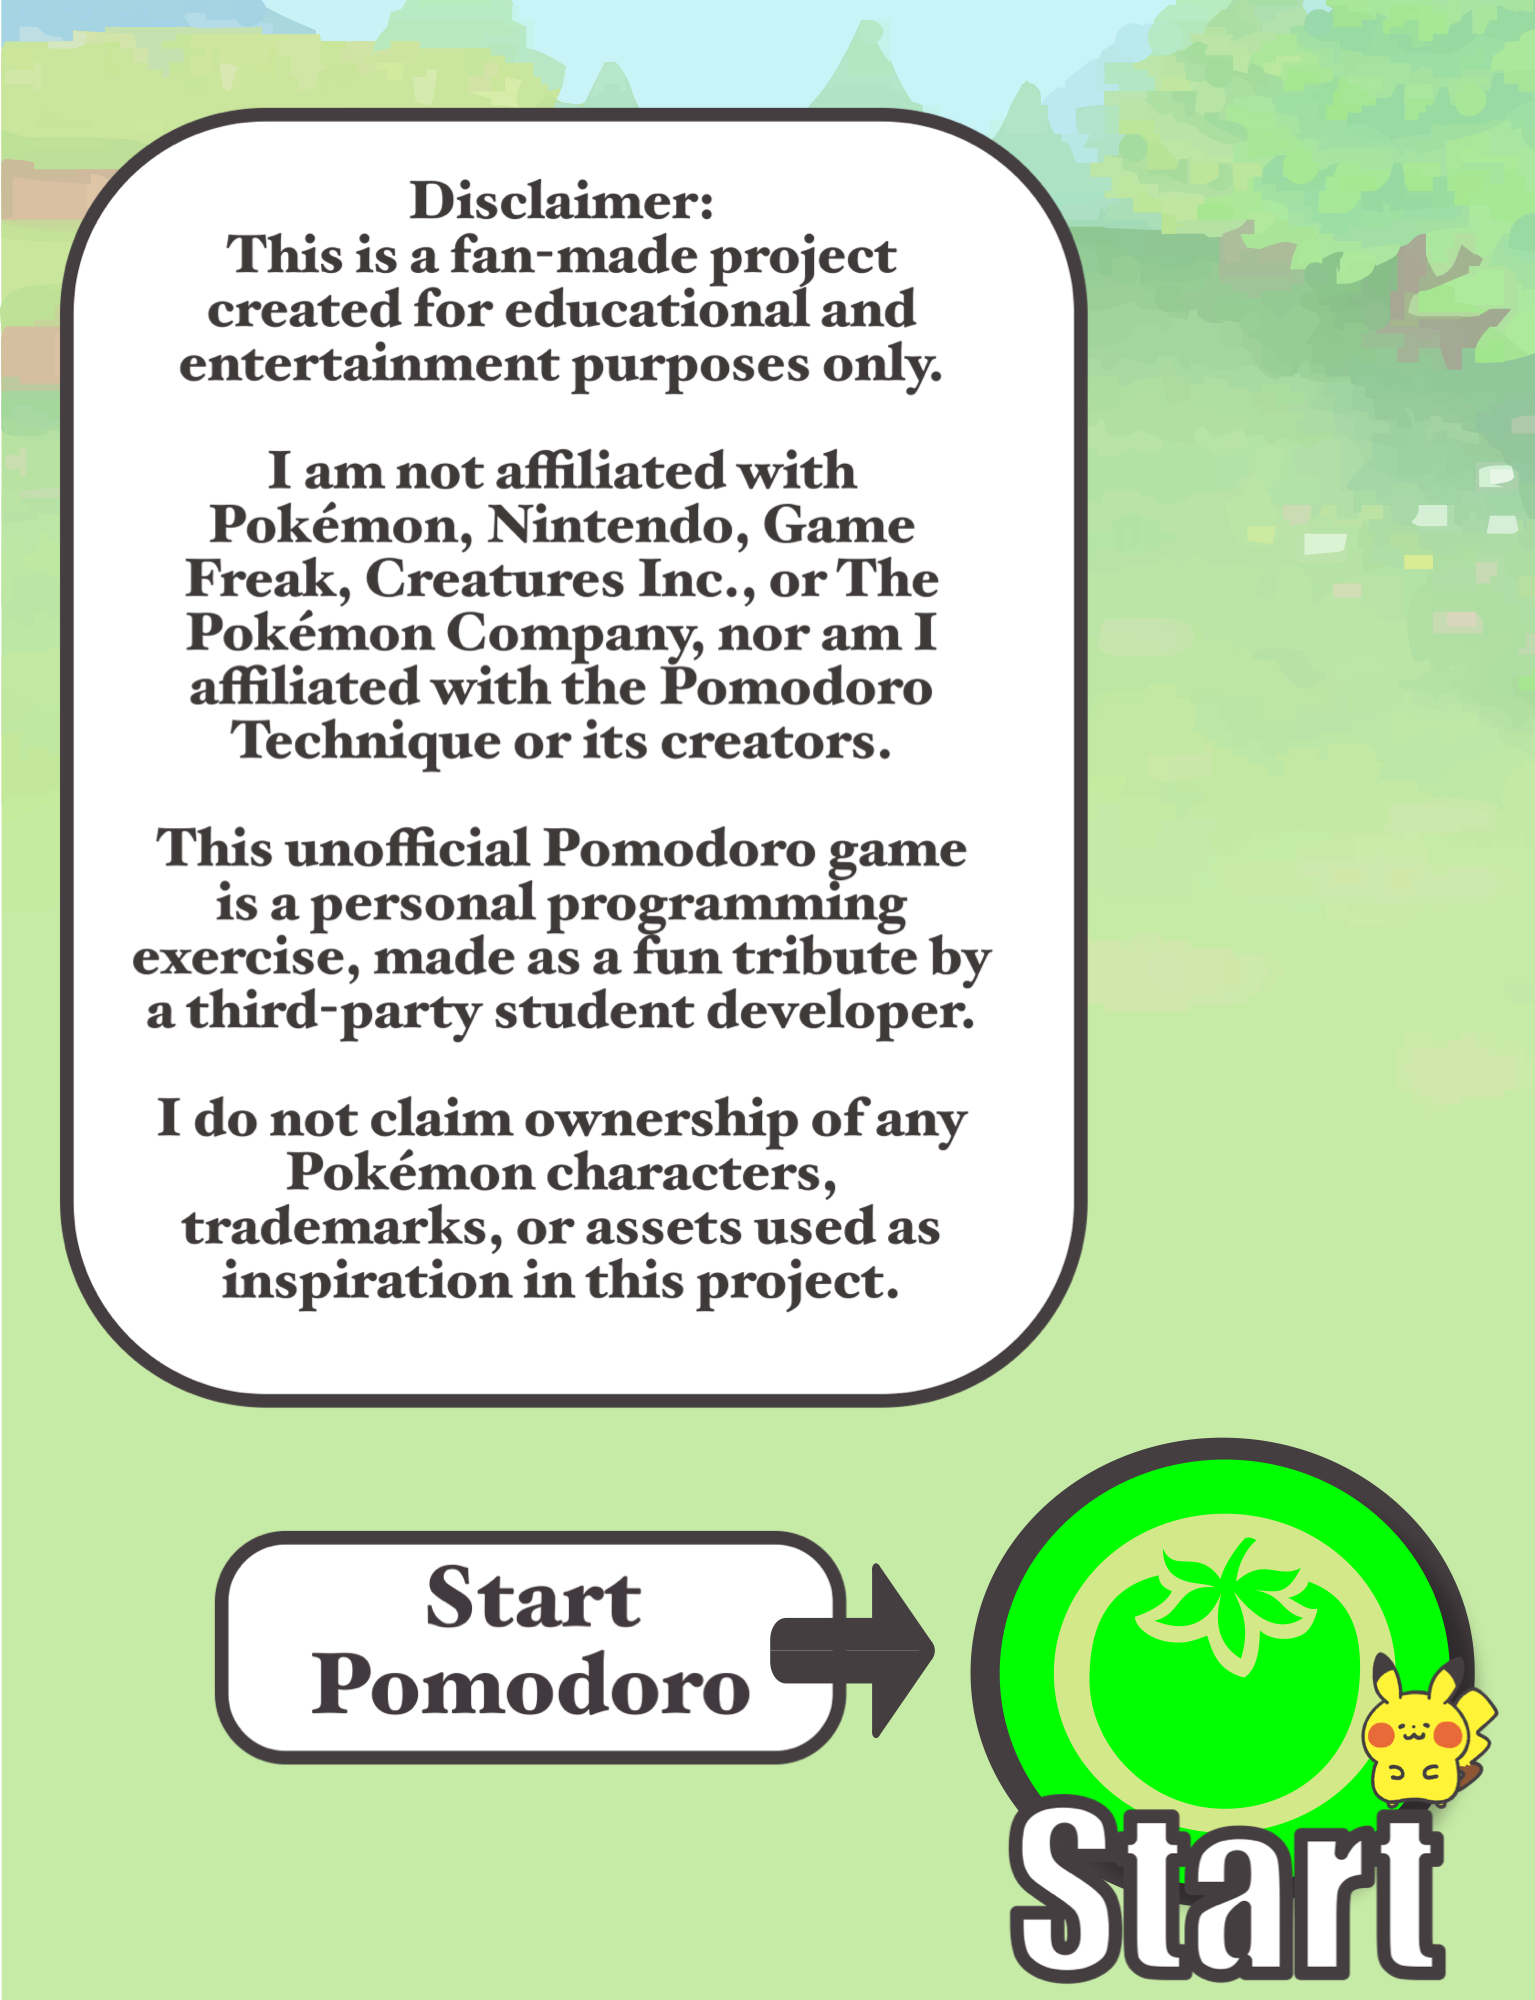 Disclaimer:
This is a fan-made project
created for educational and
entertainment purposes only.
I am not affiliated with
Pokémon, Nintendo, Game
Freak, Creatures Inc., or The
Pokémon Company, nor am I
affiliated with the Pomodoro
Technique or its creators.
This unofficial Pomodoro game
is a personal programming
exercise, made as a fun tribute by
a third-party student developer.
I do not claim ownership of any
Pokémon characters,
trademarks, or assets used as
inspiration in this project.
Start
Pomodoro
Start